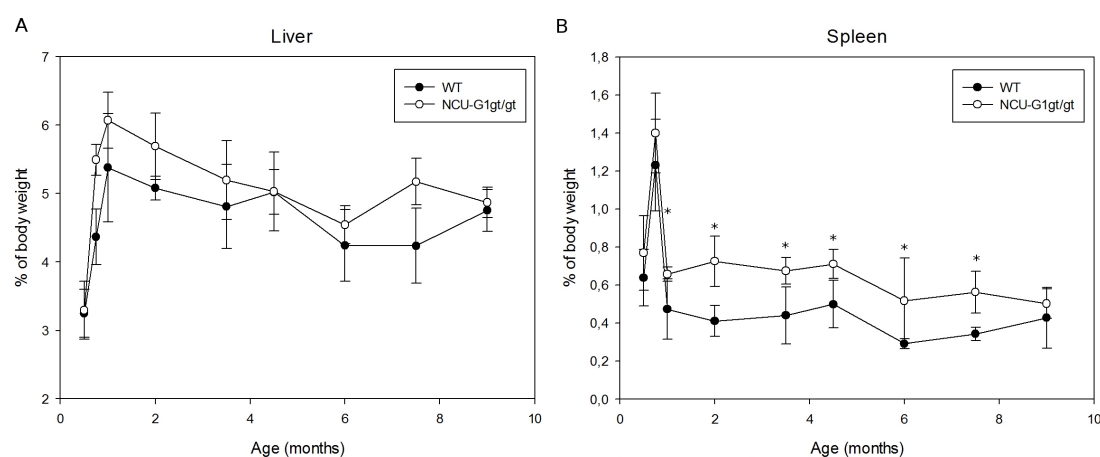 A
Liver
7
6
5
4
3
2
% of body weight
WT
NCU-G1gt/gt
0 2 4 6 8 10
Age (months)
B
Spleen
1,8
1,6
1,4
1,2
1,0
0,8
0,6
0,4
0,2
0,0
% of body weight
WT
NCU-G1gt/gt
* * * * * *
0 2 4 6 8 10
Age (months)